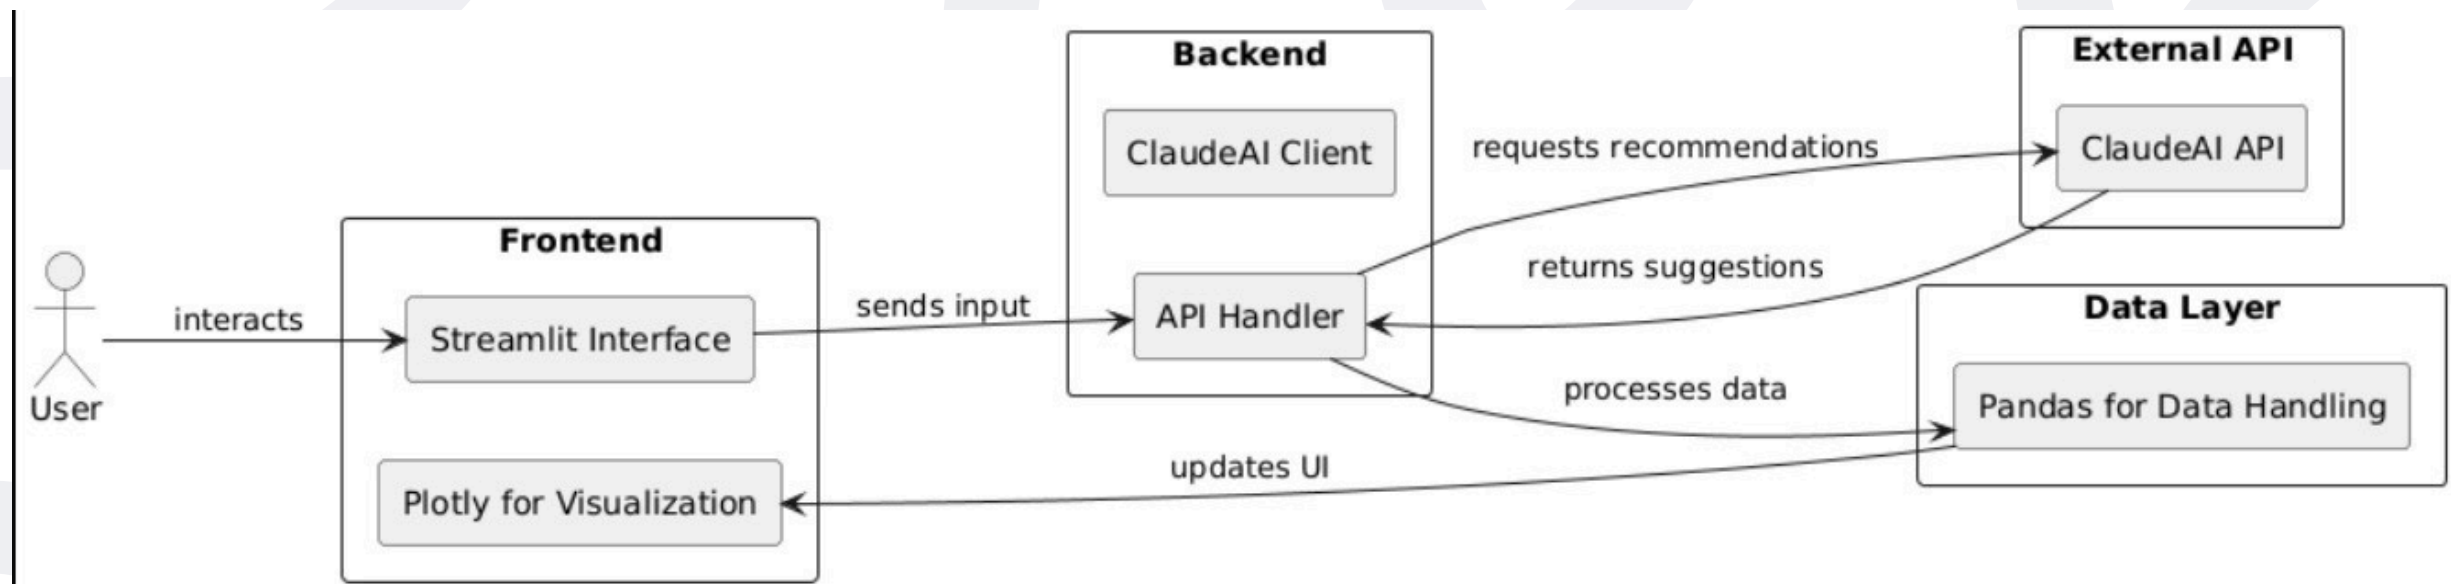 Backend
External API
ClaudeAI Client
requests recommendations
ClaudeAI API
Frontend
returns suggestions
interacts
Streamlit Interface
sends input
API Handler
Data Layer
User
processes data
Pandas for Data Handling
updates UI
Plotly for Visualization